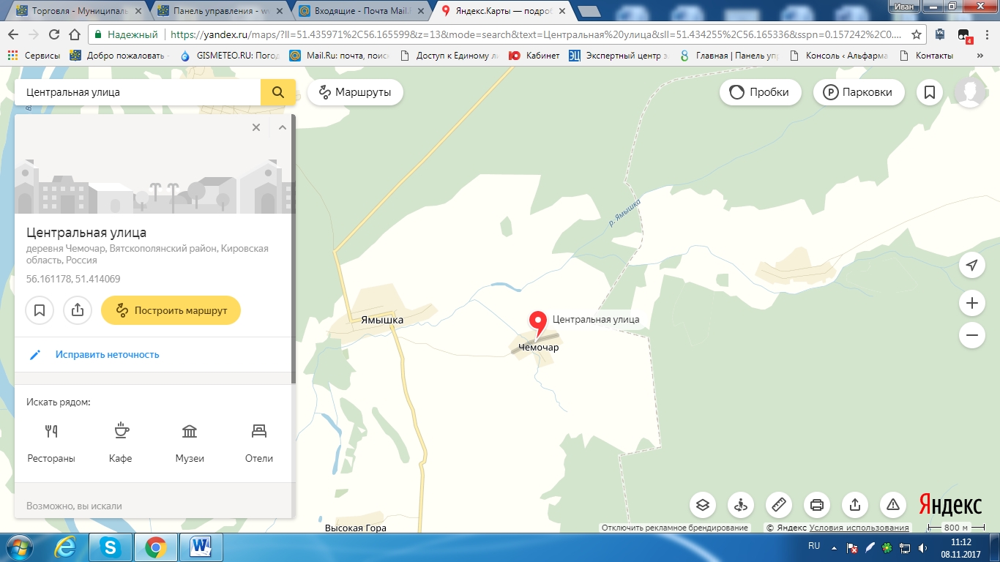 Торговля - Муниципаль
Панель управления - w
Входящие - Почта Mail.
Яндекс.Карты — подроб
Иван
Надежный
https://yandex.ru/maps/?ll=51.435971%2C56.165599&z=13&mode=search&text=Центральная%20улица&sll=51.434255%2C56.165336&sspn=0.157242%2C0....
Сервисы
Добро пожаловать -
GISMETEO.RU: Погод
Mail.Ru: почта, поиск
Доступ к Единому ли
Кабинет
ЭЦ
Экспертный центр э
Главная | Панель упр
Консоль ‹ Альфарма
Контакты
»
4
Центральная улица
Маршруты
Пробки
P
Парковки
Центральная улица
деревня Чемочар, Вятскополянский район, Кировская
область, Россия
56.161178, 51.414069
Построить маршрут
Исправить неточность
Искать рядом:
Рестораны
Кафе
Музеи
Отели
Возможно, вы искали
р. Ямышка
Ямышка
Центральная улица
Чемочар
Высокая Гора
Яндекс
Отключить рекламное брендирование
© Яндекс Условия использования
800 м
RU
11:12
08.11.2017